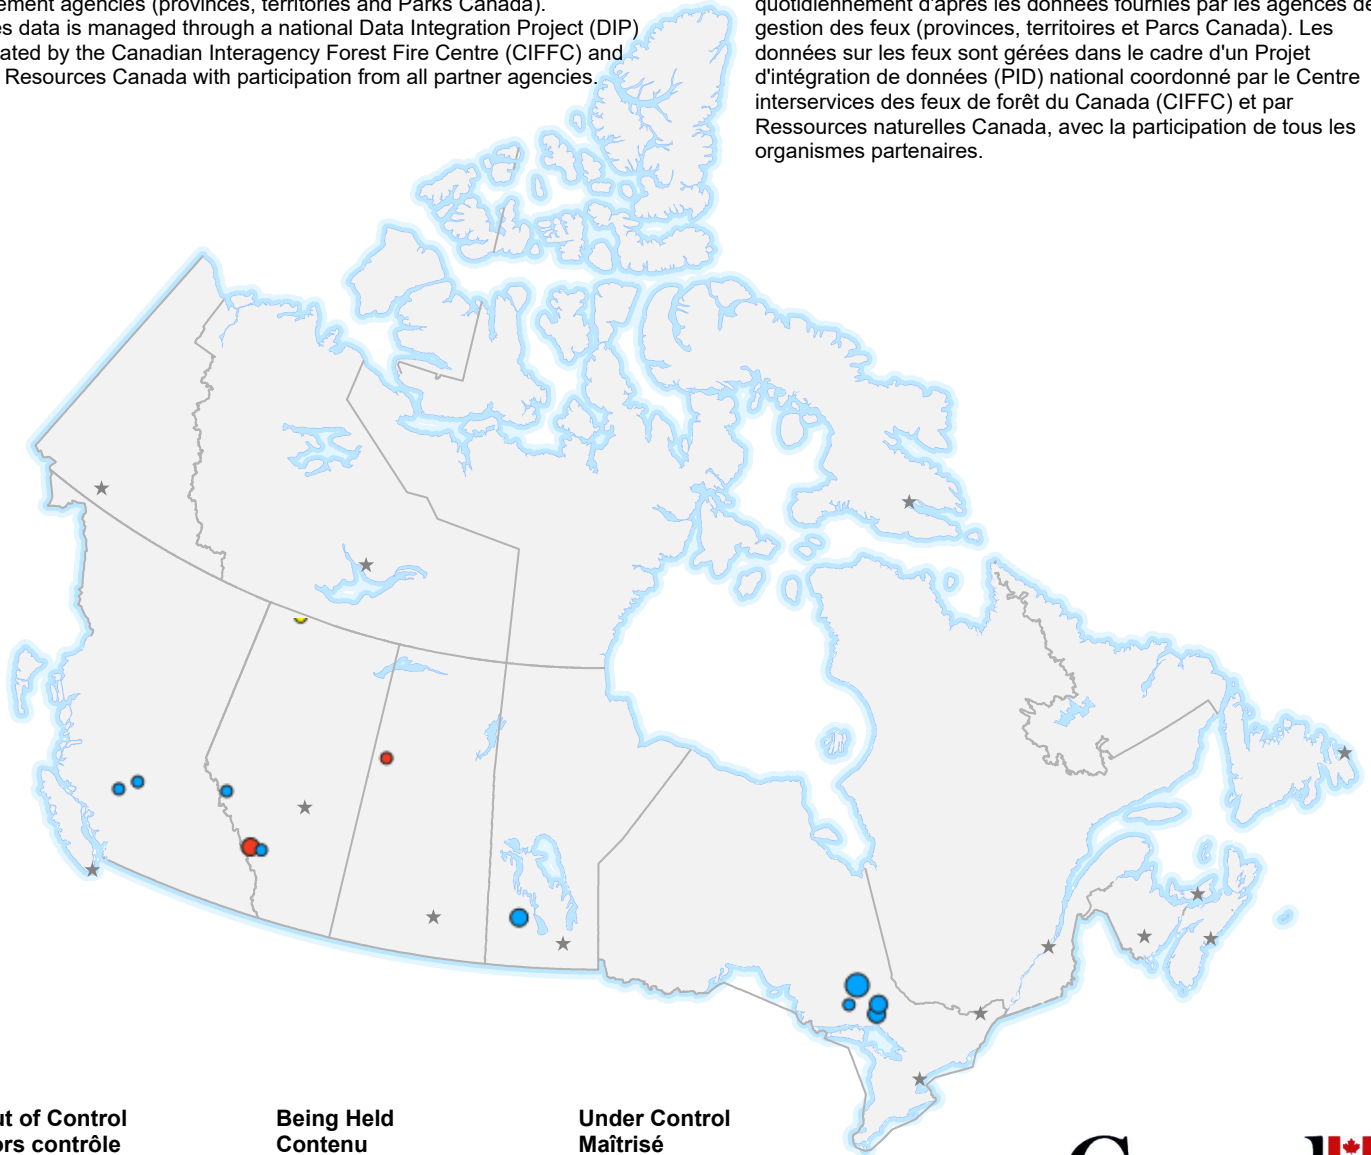 ement agencies (provinces, territories and Parks Canada).
es data is managed through a national Data Integration Project (DIP)
ated by the Canadian Interagency Forest Fire Centre (CIFFC) and
Resources Canada with participation from all partner agencies.
quotidiennement d'après les données fournies par les agences de
gestion des feux (provinces, territoires et Parcs Canada). Les
données sur les feux sont gérées dans le cadre d'un Projet
d'intégration de données (PID) national coordonné par le Centre
interservices des feux de forêt du Canada (CIFFC) et par
Ressources naturelles Canada, avec la participation de tous les
organismes partenaires.
ut of Control
ors contrôle
Being Held
Contenu
Under Control
Maîtrisé